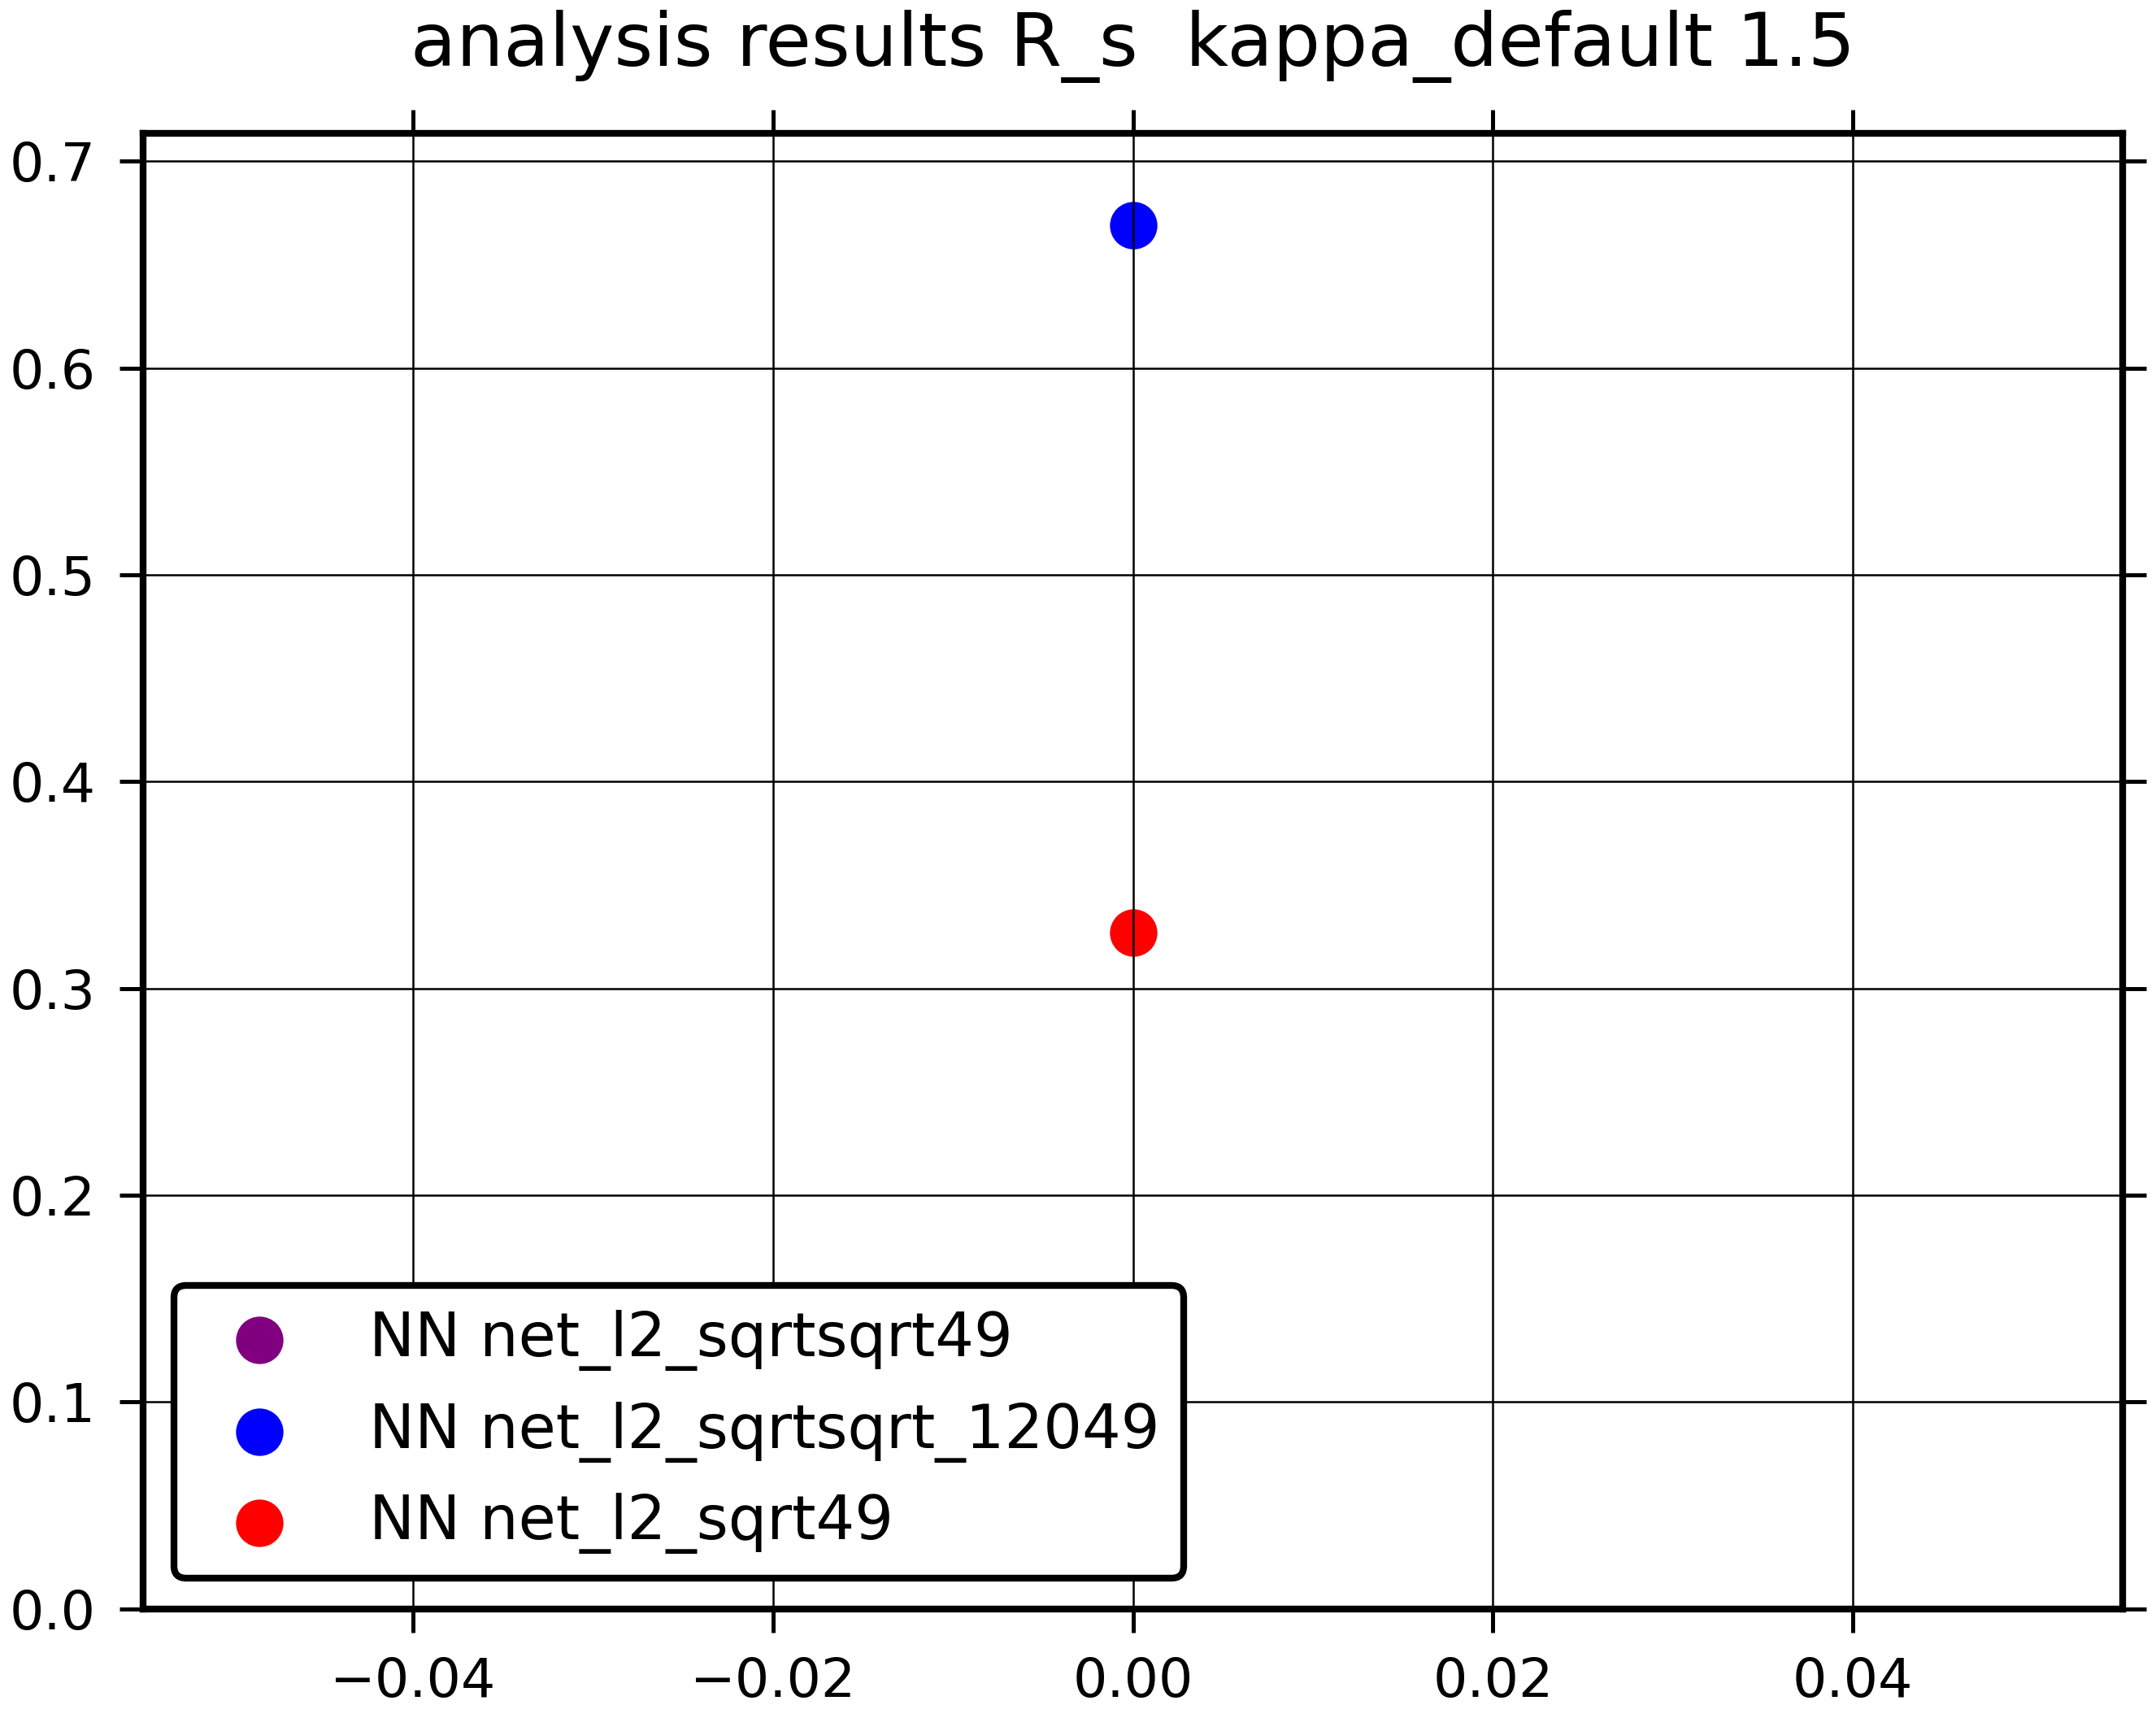 analysis results R_s  kappa_default 1.5
0.7
0.6
0.5
0.4
0.3
0.2
0.1
0.0
NN net_l2_sqrtsqrt49
NN net_l2_sqrtsqrt_12049
NN net_l2_sqrt49
−0.04 −0.02 0.00 0.02 0.04